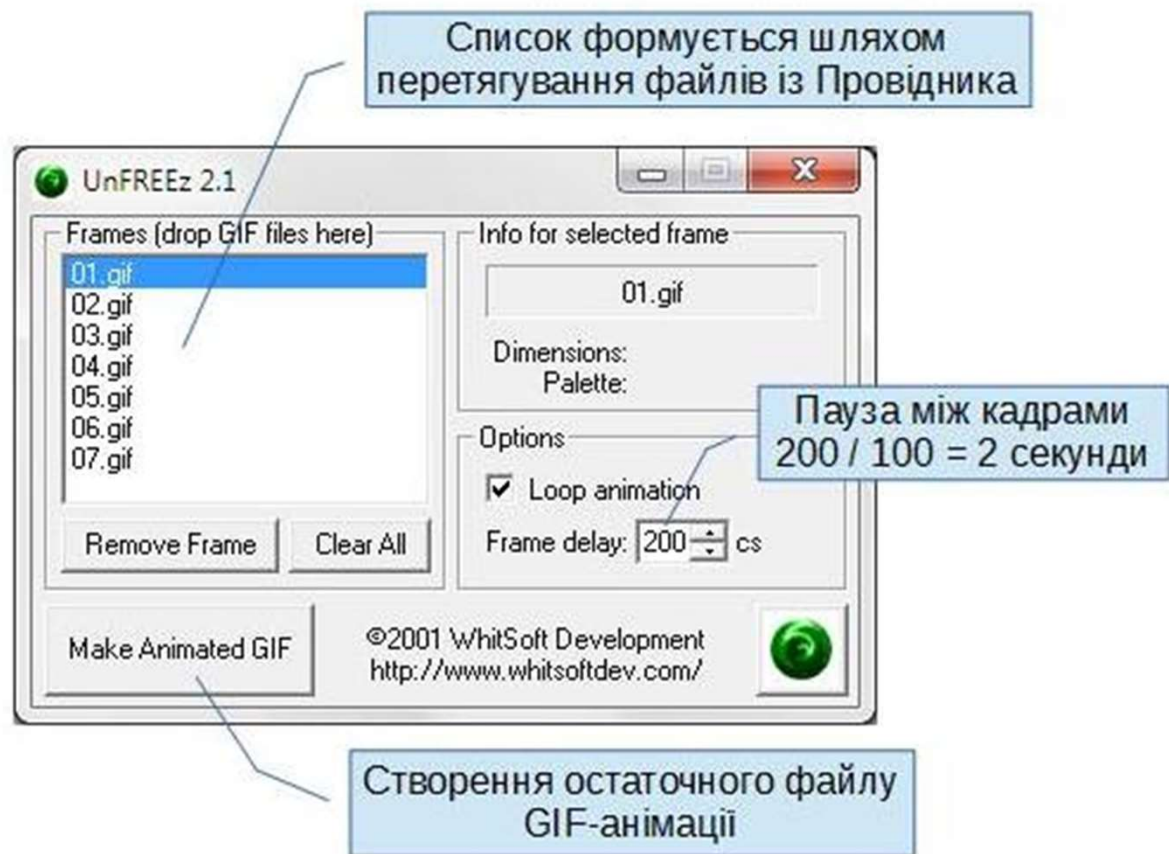 Список формується шляхом
перетягування файлів із Провідника
UnFREEz 2.1
Frames (drop GIF files here)
01.gif
02.gif
03.gif
04.gif
05.gif
06.gif
07.gif
Remove Frame
Clear All
Info for selected frame
01.gif
Dimensions:
Palette:
Пауза між кадрами
200 / 100 = 2 секунди
Options
Loop animation
Frame delay: 200 cs
Make Animated GIF
©2001 WhitSoft Development
http://www.whitsoftdev.com/
Створення остаточного файлу
GIF-анімації